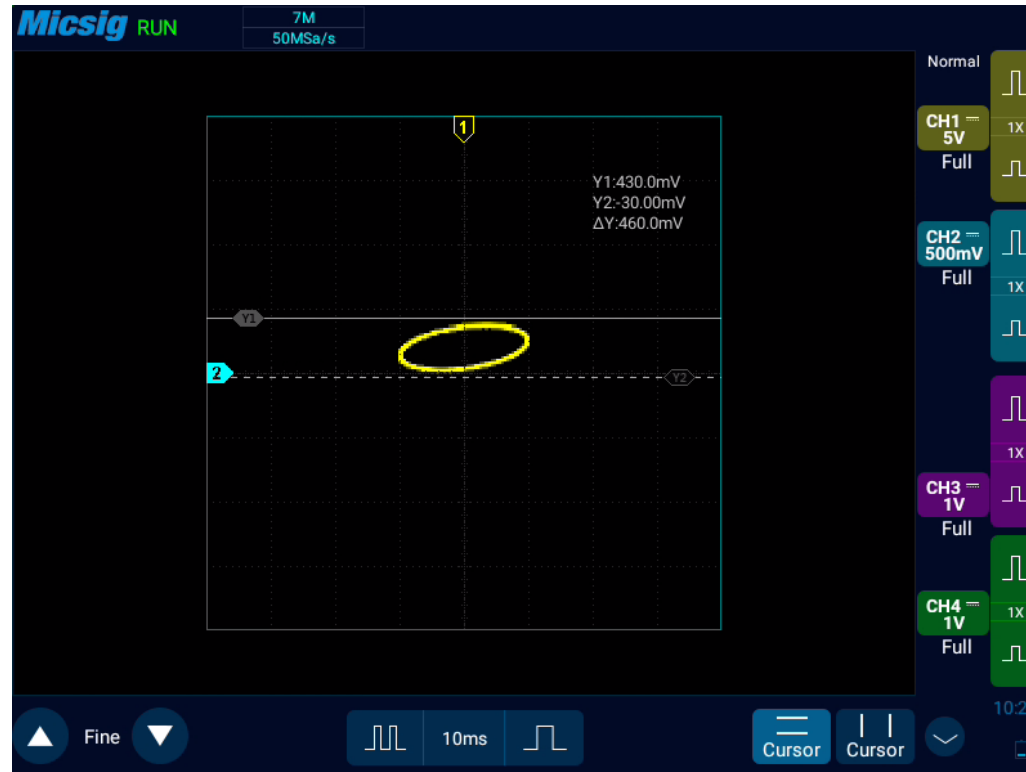 Micsig RUN
7M
50MSa/s
Normal
1
CH1
5V
Full
1X
Y1:430.0mV
Y2:-30.00mV
ΔY:460.0mV
CH2
500mV
Full
1X
Y1
2
Y2
1X
CH3
1V
Full
CH4
1V
Full
1X
Fine
10ms
Cursor
Cursor